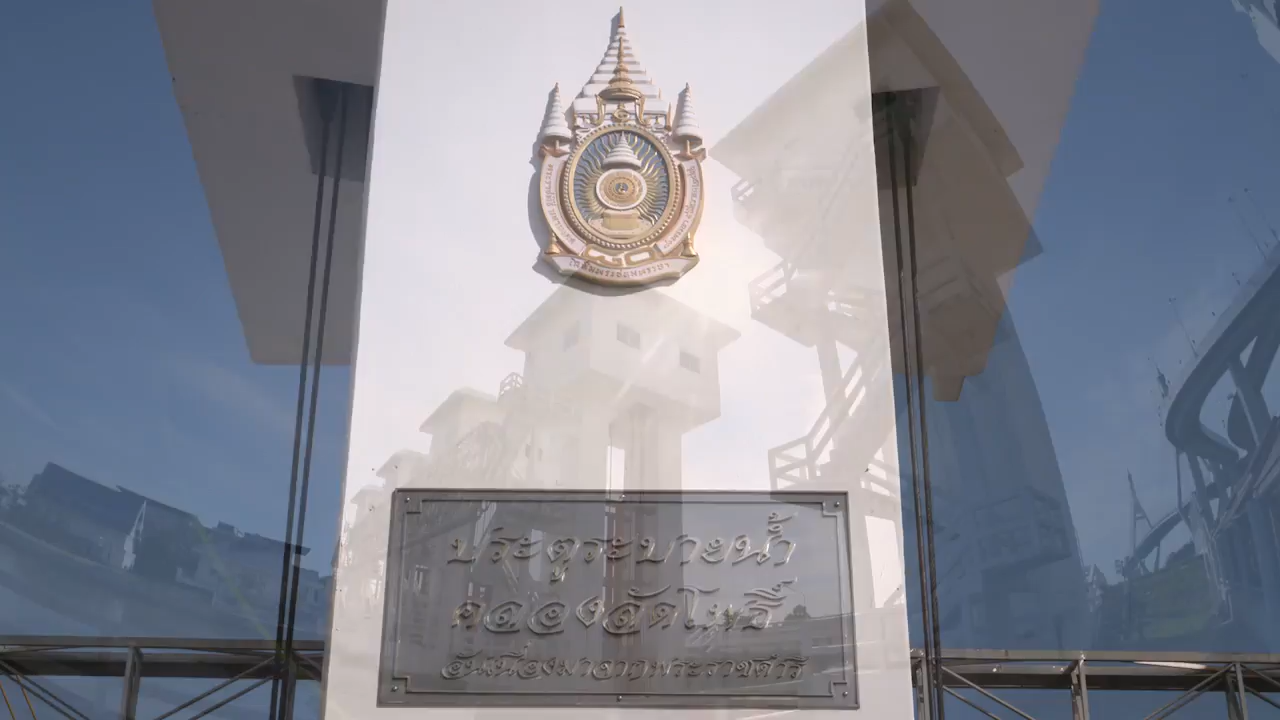 ๘๐
ประตูระบายน้ำ
คลองลัดโพธิ์
อันเนื่องมาจากพระราชดำริ